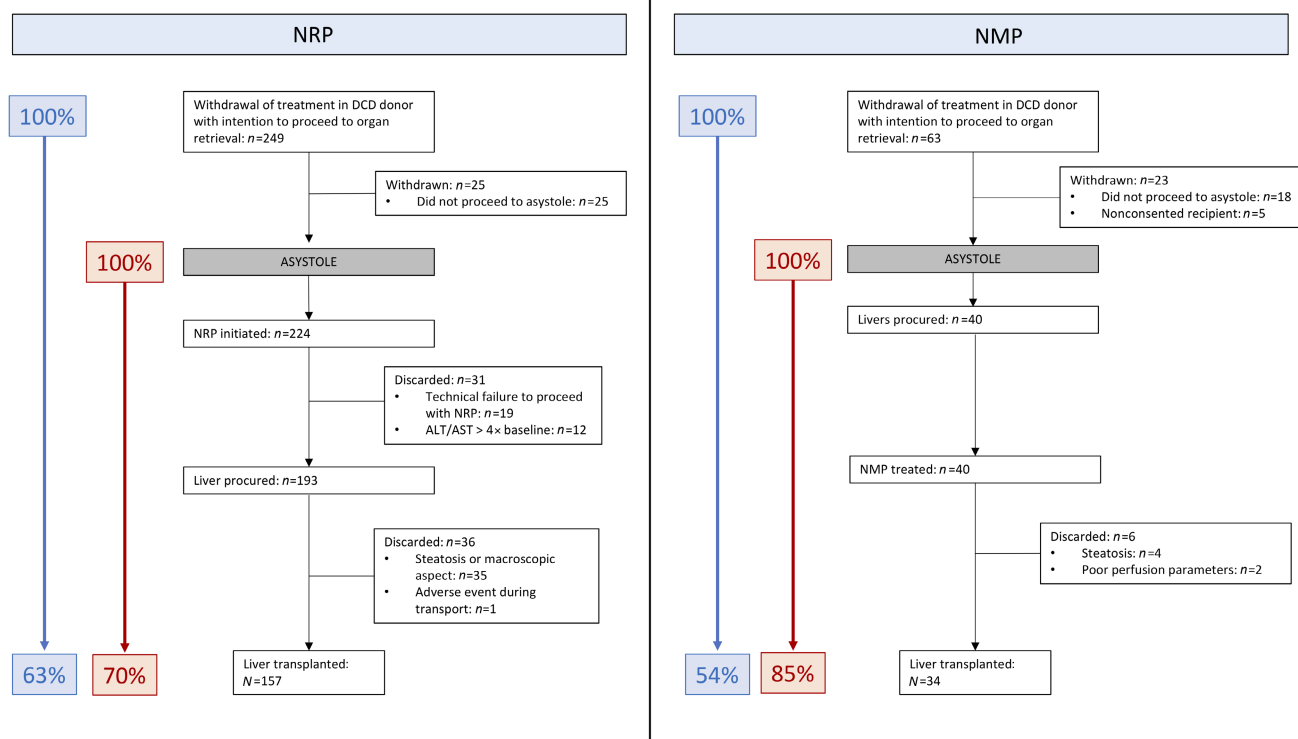 NRP
100%
Withdrawal of treatment in DCD donor
with intention to proceed to organ
retrieval: n=249
Withdrawn: n=25
• Did not proceed to asystole: n=25
100%
ASYSTOLE
NRP initiated: n=224
Discarded: n=31
• Technical failure to proceed
with NRP: n=19
• ALT/AST > 4× baseline: n=12
Liver procured: n=193
Discarded: n=36
• Steatosis or macroscopic
aspect: n=35
• Adverse event during
transport: n=1
63%
70%
Liver transplanted:
N=157
NMP
100%
Withdrawal of treatment in DCD donor
with intention to proceed to organ
retrieval: n=63
Withdrawn: n=23
• Did not proceed to asystole: n=18
• Nonconsented recipient: n=5
100%
ASYSTOLE
Livers procured: n=40
NMP treated: n=40
Discarded: n=6
• Steatosis: n=4
• Poor perfusion parameters: n=2
54%
85%
Liver transplanted:
N=34